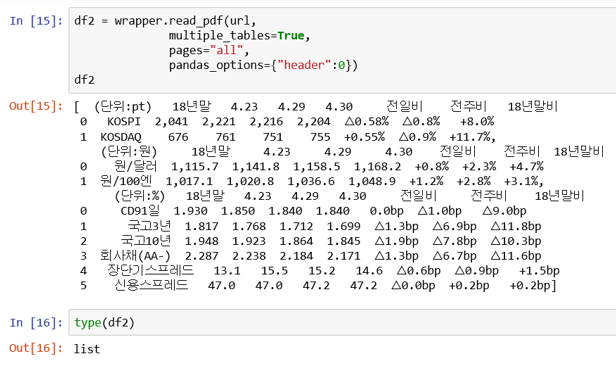 In [15]: df2 = wrapper.read_pdf(url,
multiple_tables=True,
pages="all",
pandas_options={"header":0})
df2
Out[15]: [ (단위:pt) 18년말 4.23 4.29 4.30 전일비 전주비 18년말비
0 KOSPI 2,041 2,221 2,216 2,204 △0.58% △0.8% +8.0%
1 KOSDAQ 676 761 751 755 +0.55% △0.9% +11.7%,
(단위:원) 18년말 4.23 4.29 4.30 전일비 전주비 18년말비
0 원/달러 1,115.7 1,141.8 1,158.5 1,168.2 +0.8% +2.3% +4.7%
1 원/100엔 1,017.1 1,020.8 1,036.6 1,048.9 +1.2% +2.8% +3.1%,
(단위:%) 18년말 4.23 4.29 4.30 전일비 전주비 18년말비
0 CD91일 1.930 1.850 1.840 1.840 0.0bp △1.0bp △9.0bp
1 국고3년 1.817 1.768 1.712 1.699 △1.3bp △6.9bp △11.8bp
2 국고10년 1.948 1.923 1.864 1.845 △1.9bp △7.8bp △10.3bp
3 회사채(AA-) 2.287 2.238 2.184 2.171 △1.3bp △6.7bp △11.6bp
4 장단기스프레드 13.1 15.5 15.2 14.6 △0.6bp △0.9bp +1.5bp
5 신용스프레드 47.0 47.0 47.2 47.2 △0.0bp +0.2bp +0.2bp]
In [16]: type(df2)
Out[16]: list